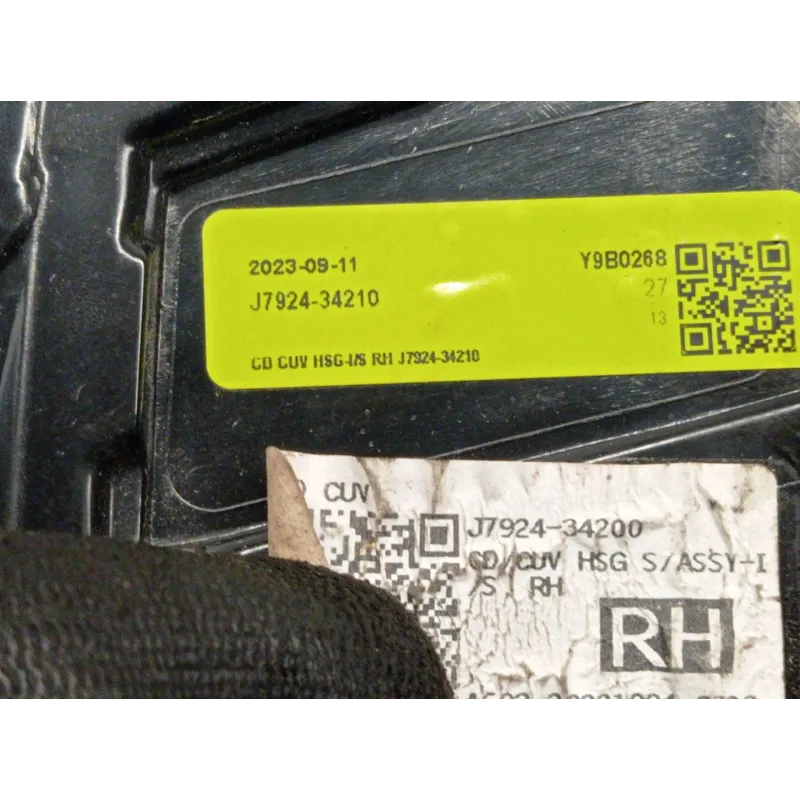 2023-09-11
Y9B0268
J7924-34210
27
13
CD CUV HSG-I/S RH J7924-34210
CUV
J7924-34200
CD CUV HSG S/ASSY-I
/S RH
RH